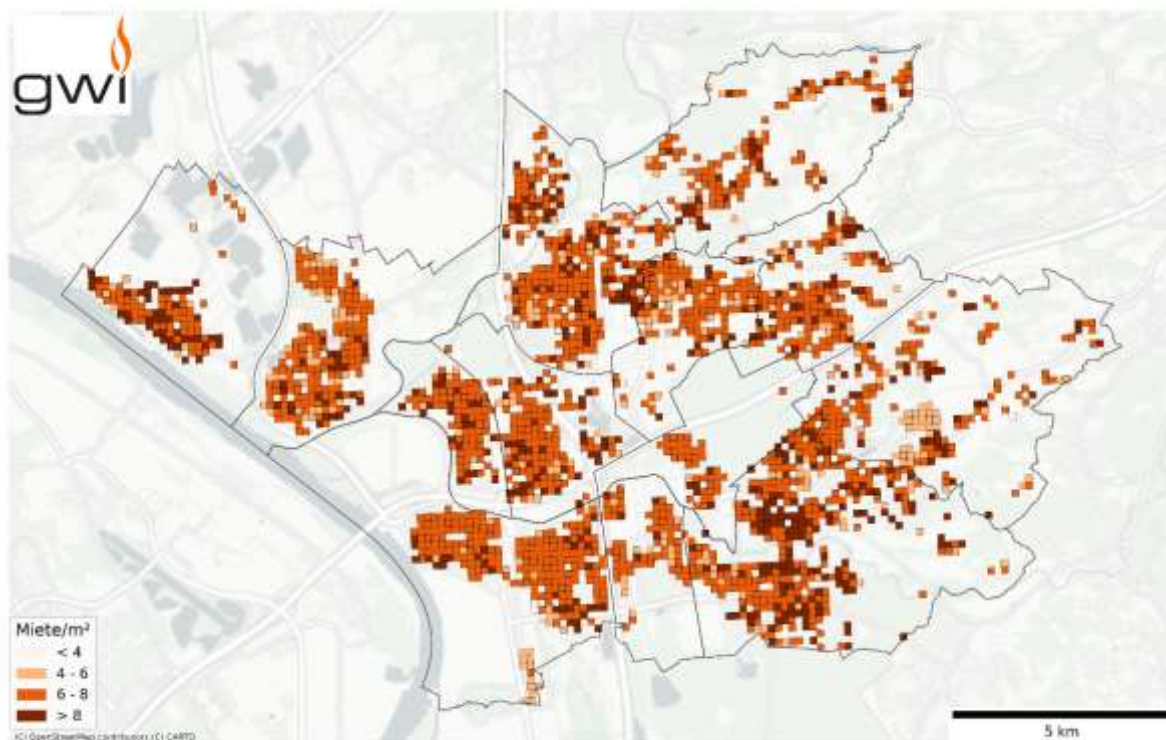 gwi
Miete/m²
< 4
4 - 6
6 - 8
> 8
(C) OpenStreetMap contributors (C) CARTO
5 km